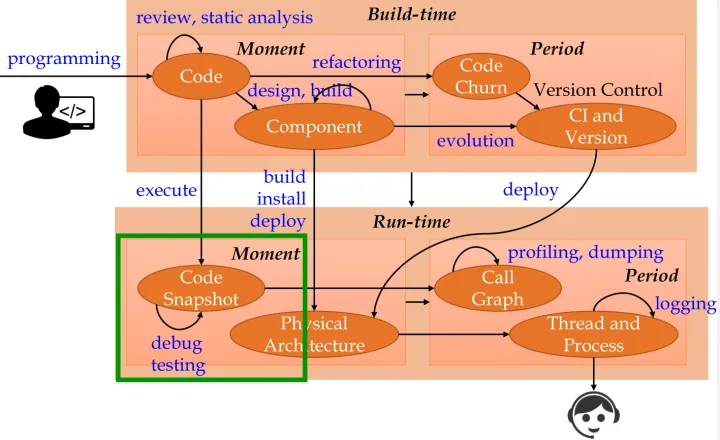 review, static analysis
Build-time
programming
Moment
Period
Code
refactoring
Code
Churn
design, build
Version Control
Component
CI and
Version
evolution
</>
execute
build
install
deploy
deploy
Run-time
Moment
profiling, dumping
Period
Code
Snapshot
Call
Graph
logging
Physical
Architecture
Thread and
Process
debug
testing